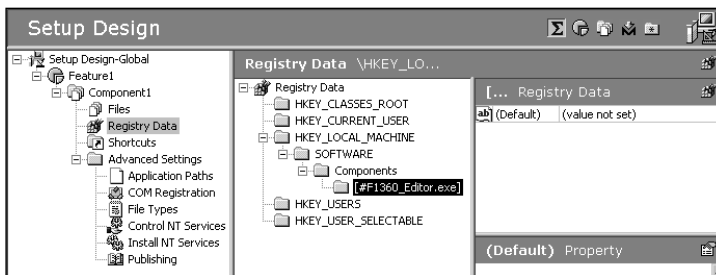 Setup Design
Setup Design-Global
Feature1
Component1
Files
Registry Data
Shortcuts
Advanced Settings
Application Paths
COM Registration
File Types
Control NT Services
Install NT Services
Publishing
Registry Data \HKEY_LO...
Registry Data
HKEY_CLASSES_ROOT
HKEY_CURRENT_USER
HKEY_LOCAL_MACHINE
SOFTWARE
Components
[#F1360_Editor.exe]
HKEY_USERS
HKEY_USER_SELECTABLE
[... Registry Data
ab (Default) (value not set)
(Default) Property